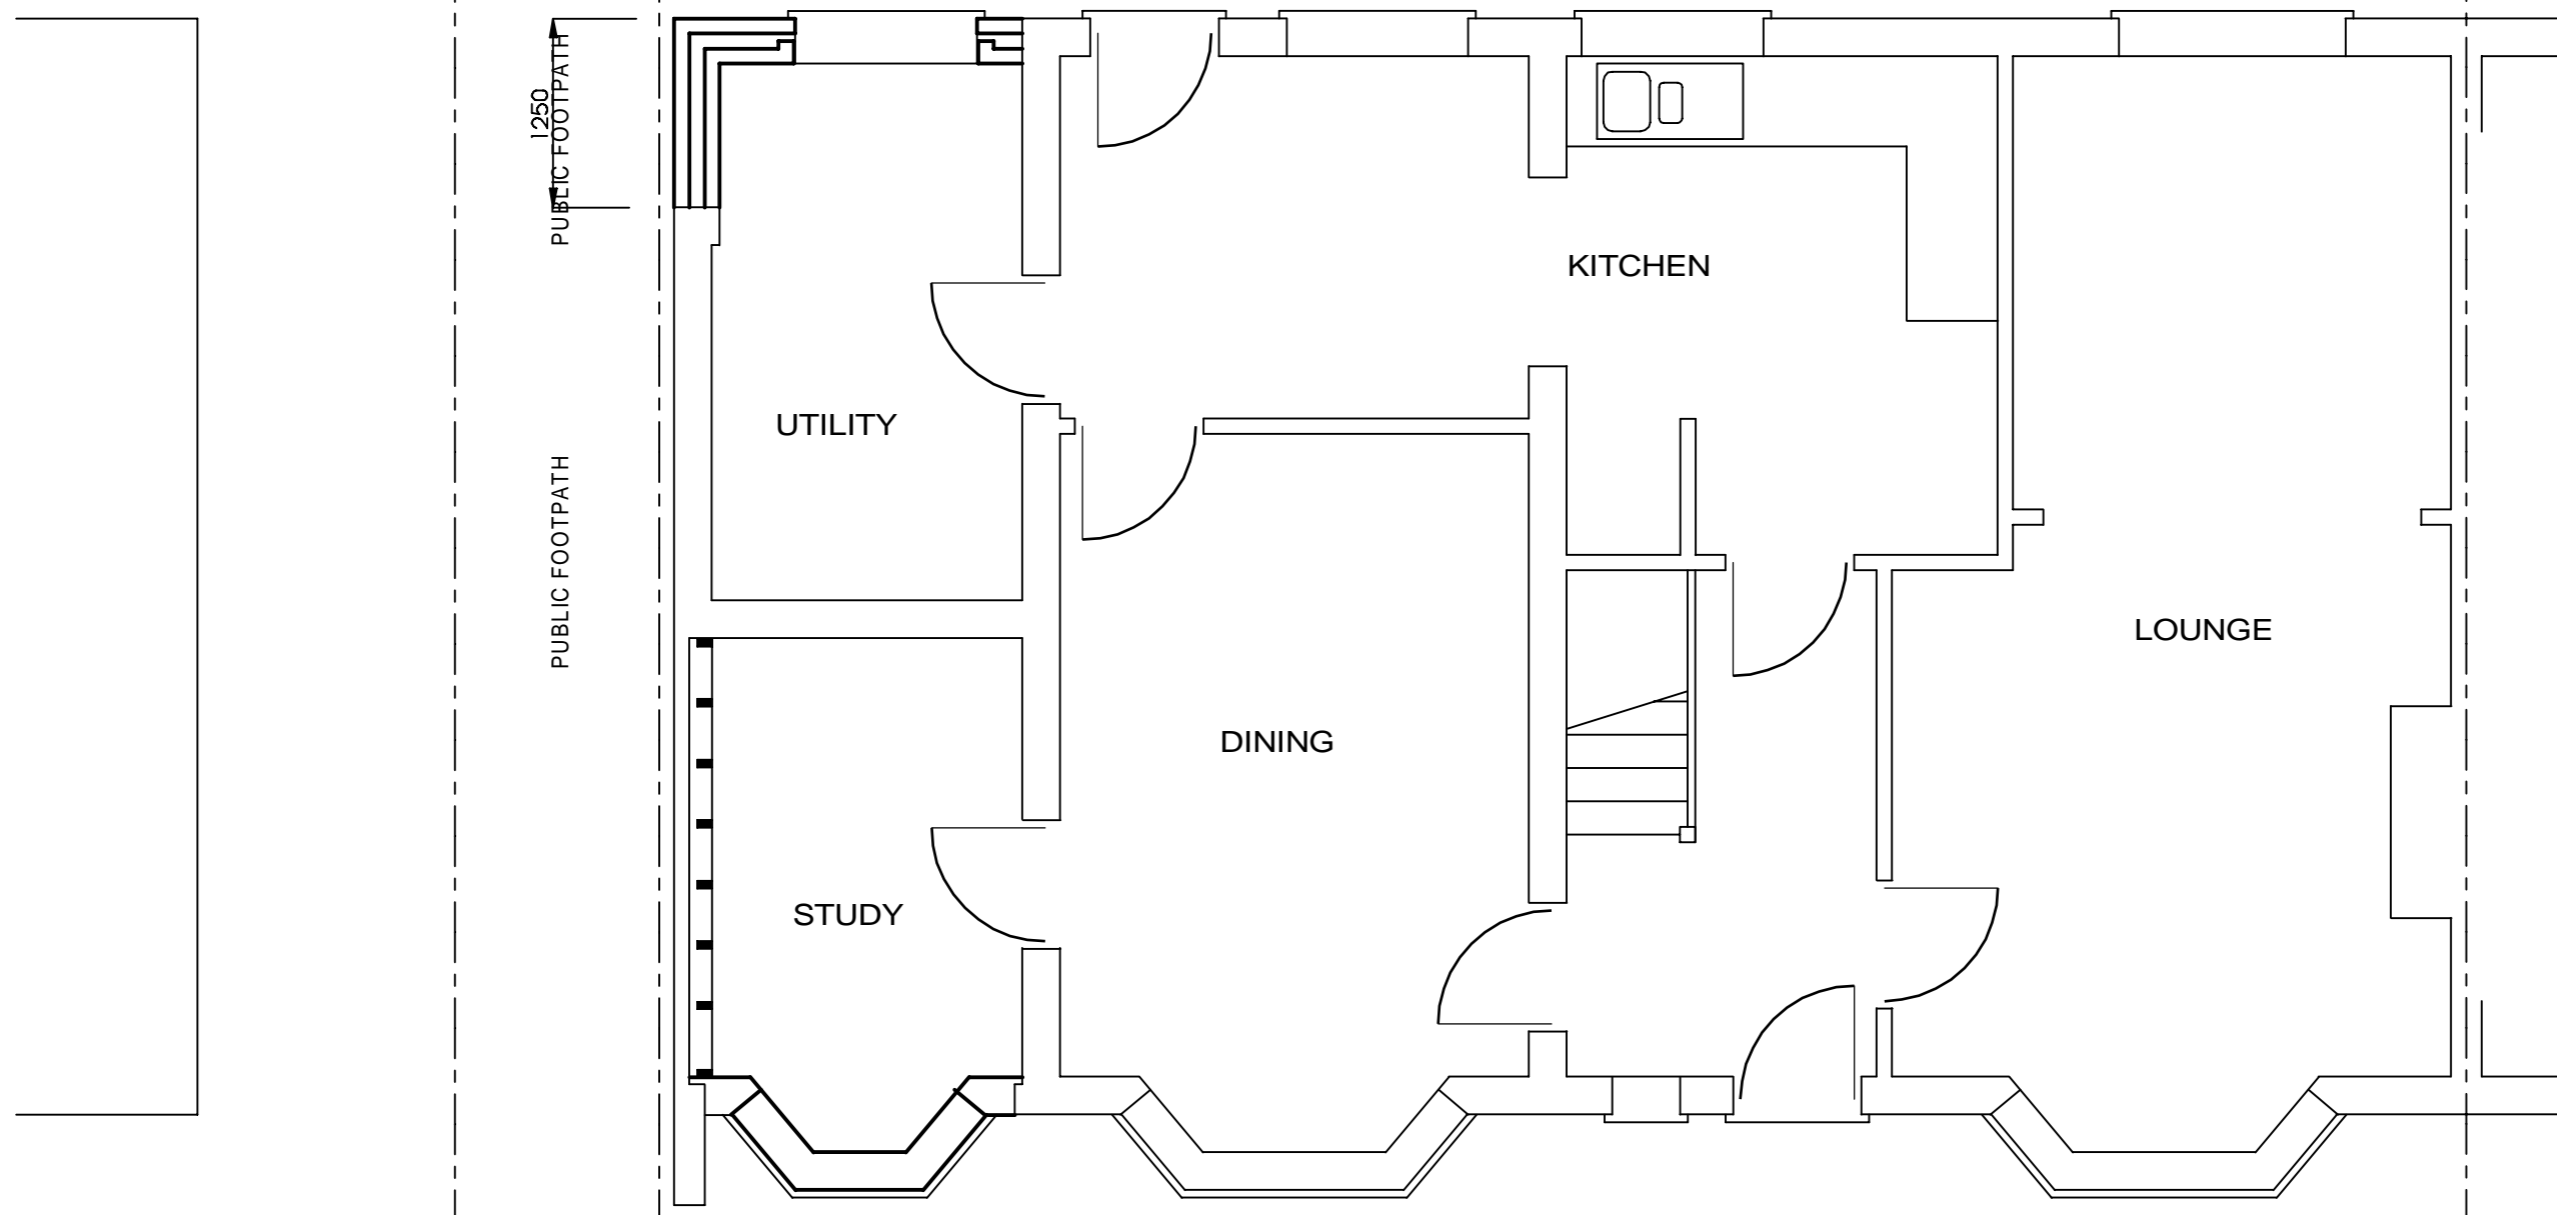 1250
PUBLIC FOOTPATH
KITCHEN
UTILITY
PUBLIC FOOTPATH
LOUNGE
DINING
STUDY